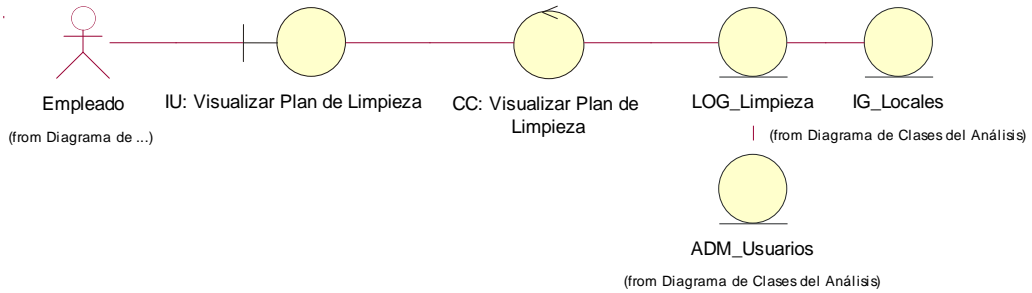 Empleado
(from Diagrama de ...)
IU: Visualizar Plan de Limpieza
CC: Visualizar Plan de
Limpieza
LOG_Limpieza
IG_Locales
(from Diagrama de Clases del Análisis)
ADM_Usuarios
(from Diagrama de Clases del Análisis)